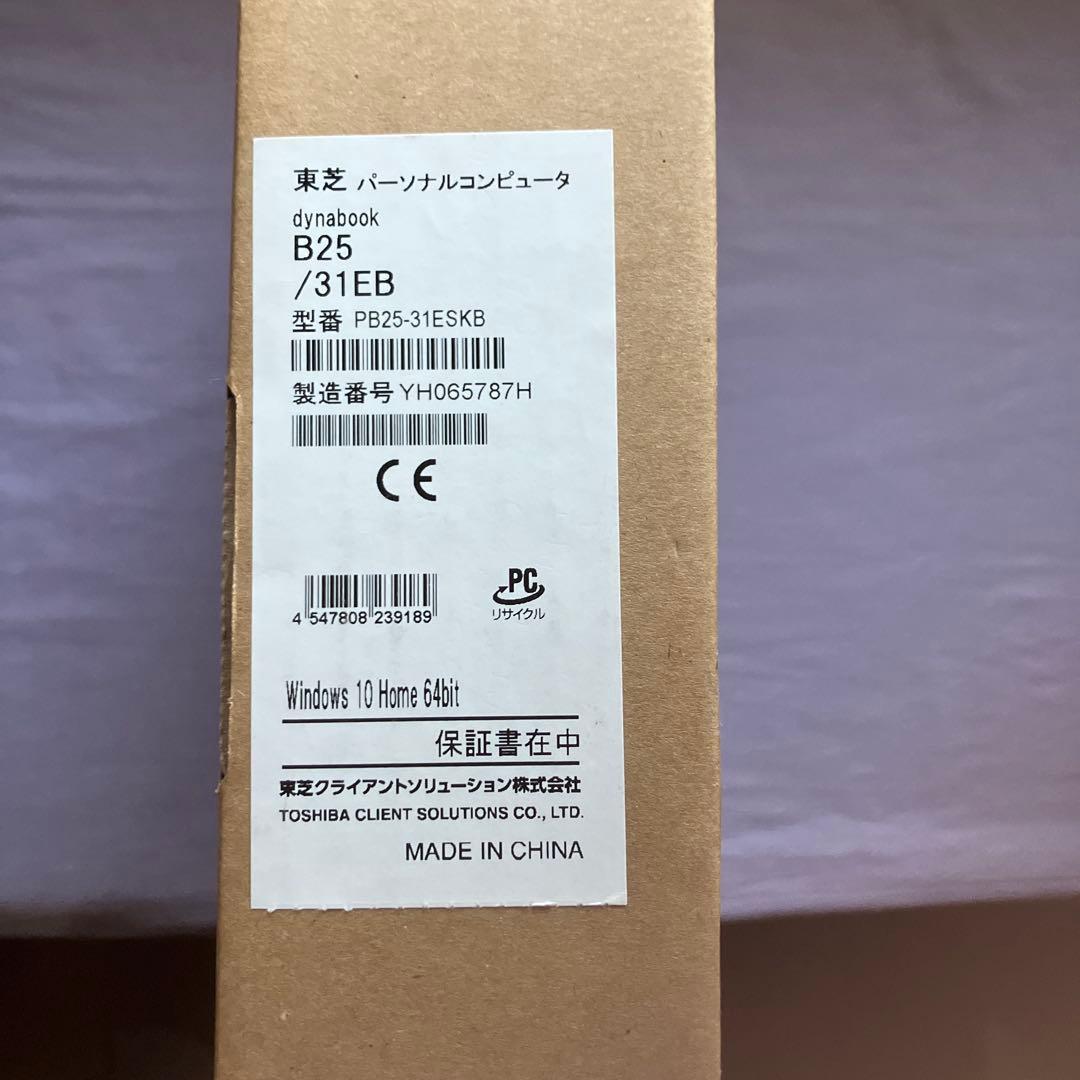 東芝 パーソナルコンピュータ
dynabook
B25
/31EB
型番 PB25-31ESKB
製造番号 YH065787H
CE
4 547808 239189
PC
リサイクル
Windows 10 Home 64bit
保証書在中
東芝クライアントソリューション株式会社
TOSHIBA CLIENT SOLUTIONS CO., LTD.
MADE IN CHINA